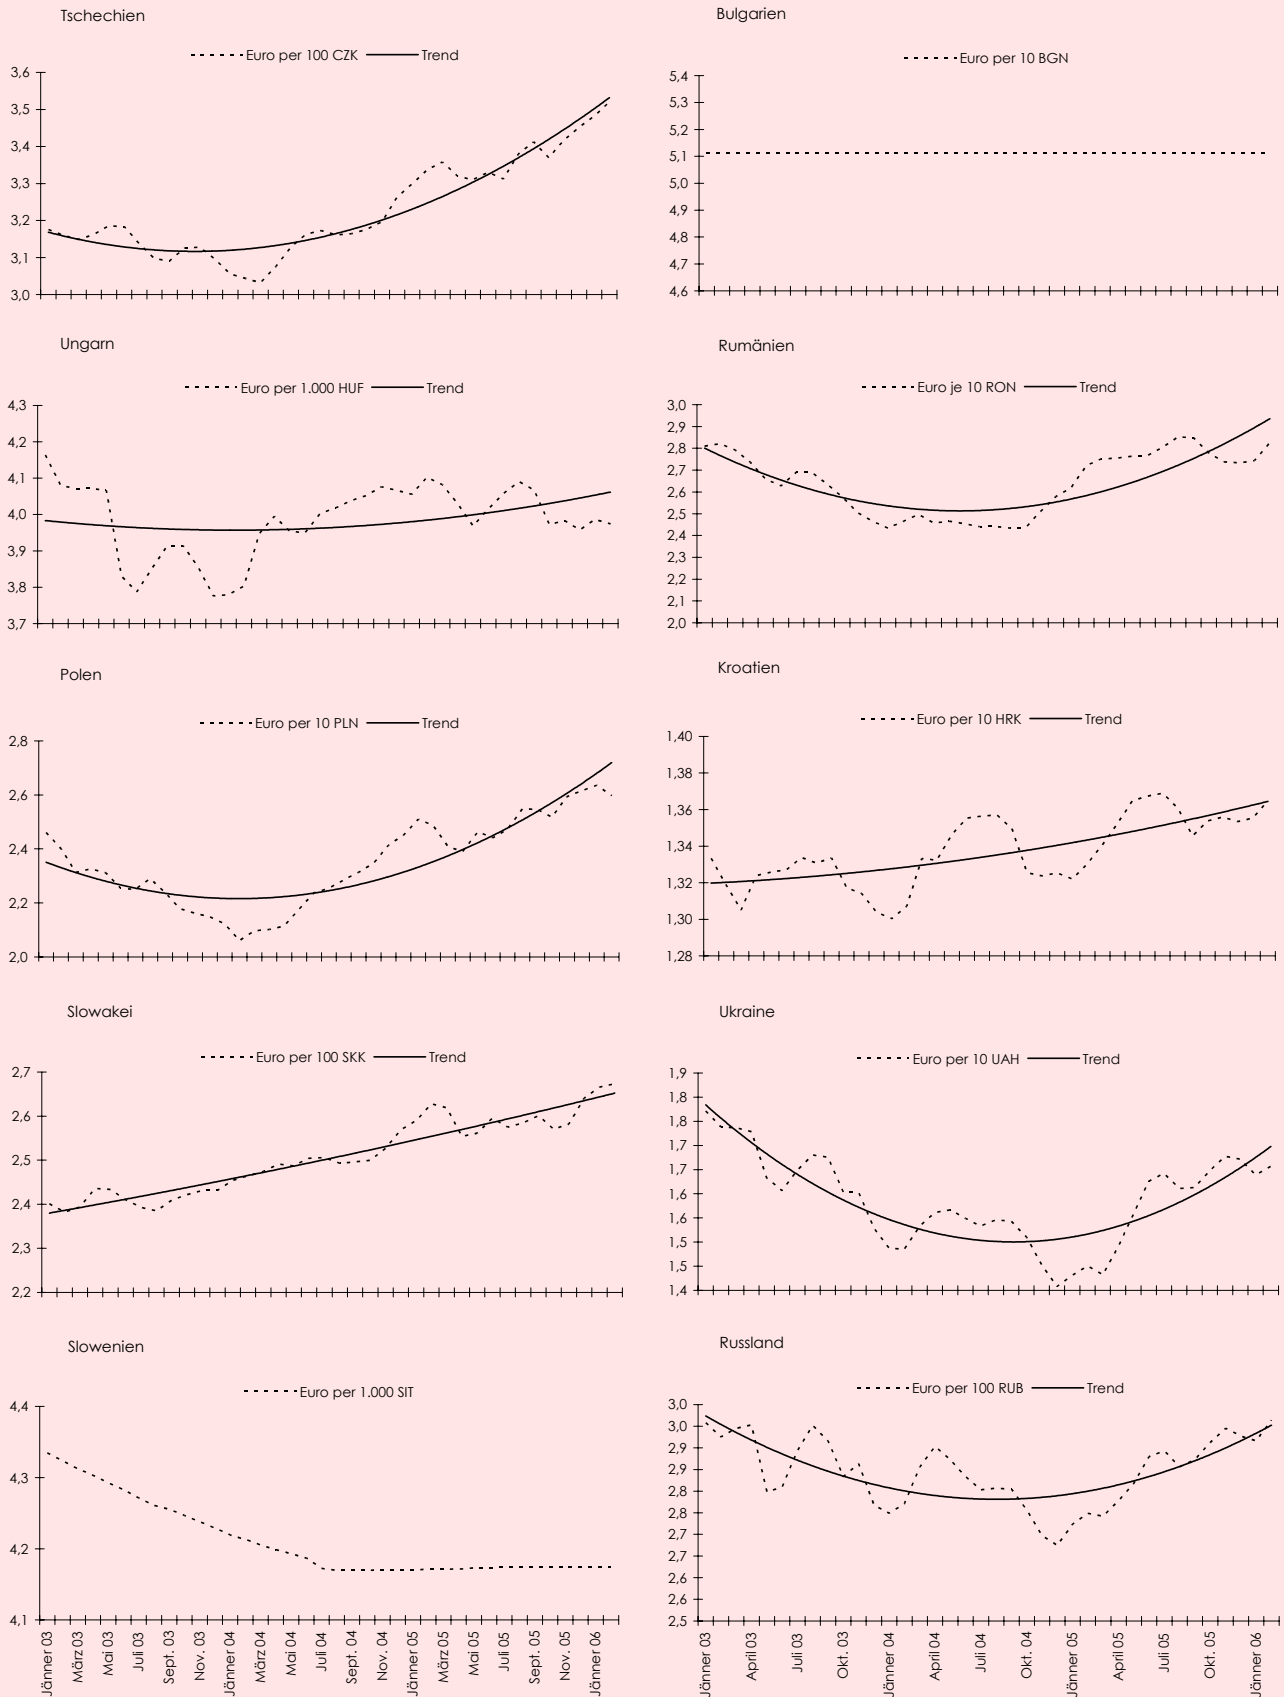 Tschechien
Euro per 100 CZK Trend
3,6
3,5
3,4
3,3
3,2
3,1
3,0
Bulgarien
Euro per 10 BGN
5,4
5,3
5,2
5,1
5,0
4,9
4,8
4,7
4,6
Ungarn
Euro per 1.000 HUF Trend
4,3
4,2
4,1
4,0
3,9
3,8
3,7
Rumänien
Euro je 10 RON Trend
3,0
2,9
2,8
2,7
2,6
2,5
2,4
2,3
2,2
2,1
2,0
Polen
Euro per 10 PLN Trend
2,8
2,6
2,4
2,2
2,0
Kroatien
Euro per 10 HRK Trend
1,40
1,38
1,36
1,34
1,32
1,30
1,28
Slowakei
Euro per 100 SKK Trend
2,7
2,6
2,5
2,4
2,3
2,2
Ukraine
Euro per 10 UAH Trend
1,9
1,8
1,8
1,7
1,7
1,6
1,6
1,5
1,5
1,4
Slowenien
Euro per 1.000 SIT
4,4
4,3
4,2
4,1
Jänner 03
März 03
Mai 03
Juli 03
Sept. 03
Nov. 03
Jänner 04
März 04
Mai 04
Juli 04
Sept. 04
Nov. 04
Jänner 05
März 05
Mai 05
Juli 05
Sept. 05
Nov. 05
Jänner 06
Russland
Euro per 100 RUB Trend
3,0
3,0
2,9
2,9
2,8
2,7
2,7
2,6
2,6
2,5
Jänner 03
April 03
Juli 03
Okt. 03
Jänner 04
April 04
Juli 04
Okt. 04
Jänner 05
April 05
Juli 05
Okt. 05
Jänner 06